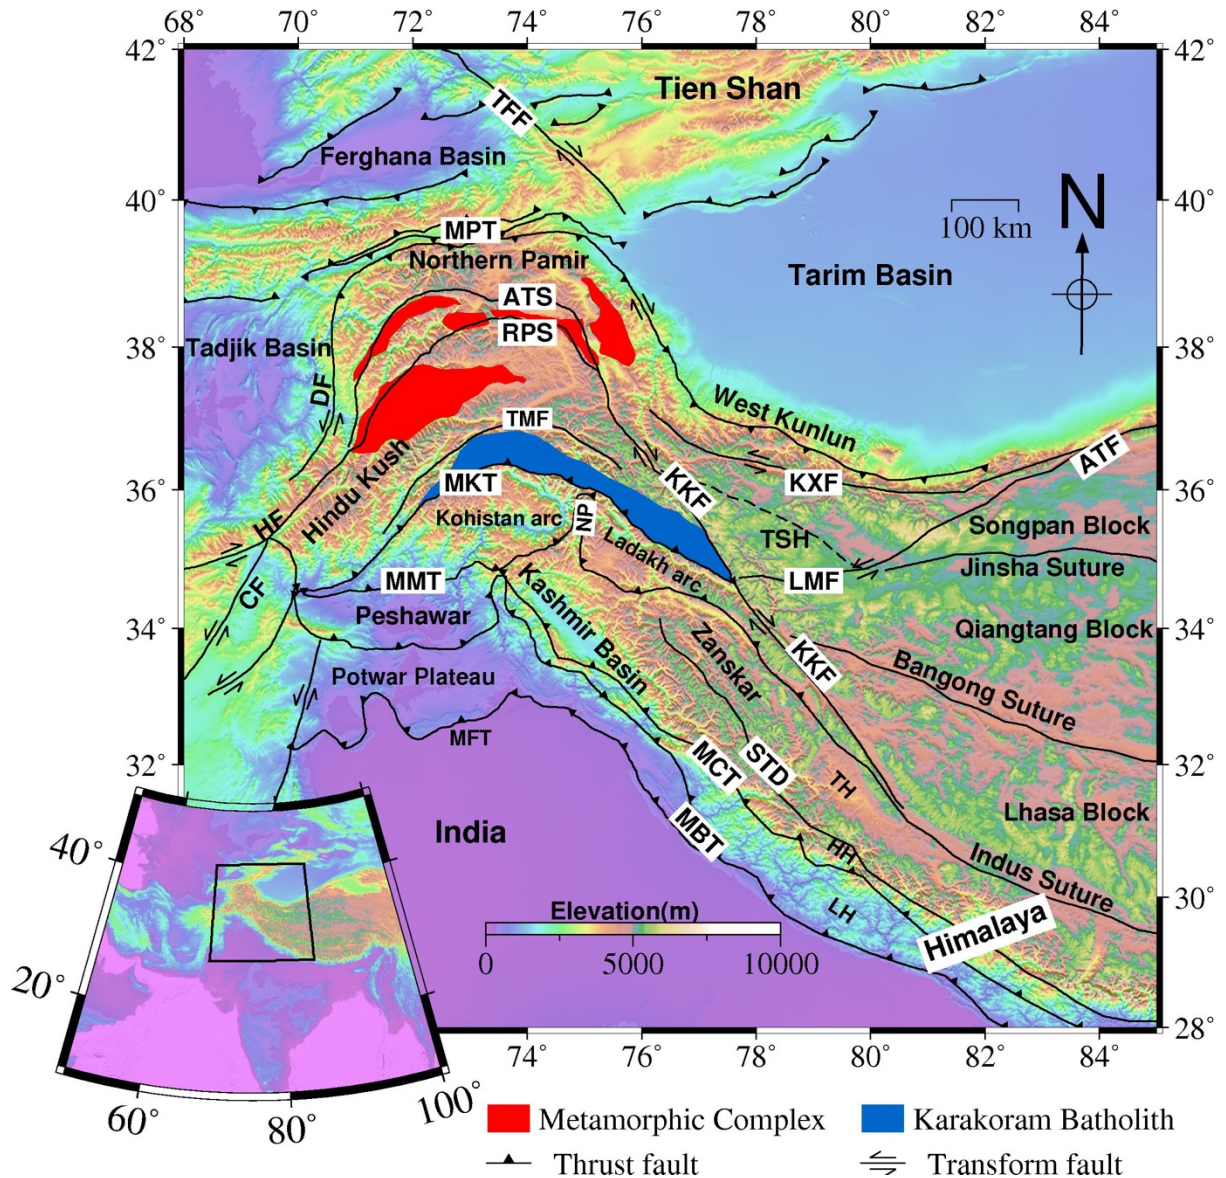 68° 70° 72° 74° 76° 78° 80° 82° 84°
42° 42°
Tien Shan
TFF
Ferghana Basin
40° 40°
N
100 km
MPT
Northern Pamir
Tarim Basin
ATS
RPS
Tadjik Basin
38° 38°
DF
West Kunlun
TMF
Hindu Kush
ATF
MKT
KKF
KXF
36° 36°
Kohistan arc
NP
TSH
Songpan Block
HF
Ladakh arc
Jinsha Suture
CF
MMT
LMF
Kashmir Basin
Peshawar
34° 34°
Qiangtang Block
Zanskar
KKF
Bangong Suture
Potwar Plateau
MFT
32° 32°
MCT
STD
TH
MBT
India
Lhasa Block
HH
Indus Suture
LH
30°
Himalaya
Elevation(m)
0 5000 10000
28°
74° 76° 78° 80° 82° 84°
40°
20°
60° 80° 100°
Metamorphic Complex
Karakoram Batholith
Thrust fault
Transform fault